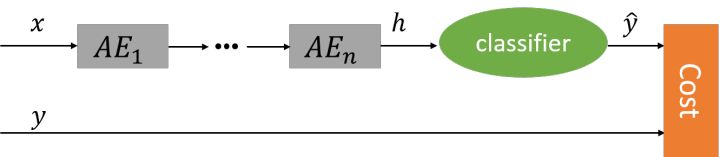 x AE₁ ••• AEₙ h classifier ŷ
y
Cost